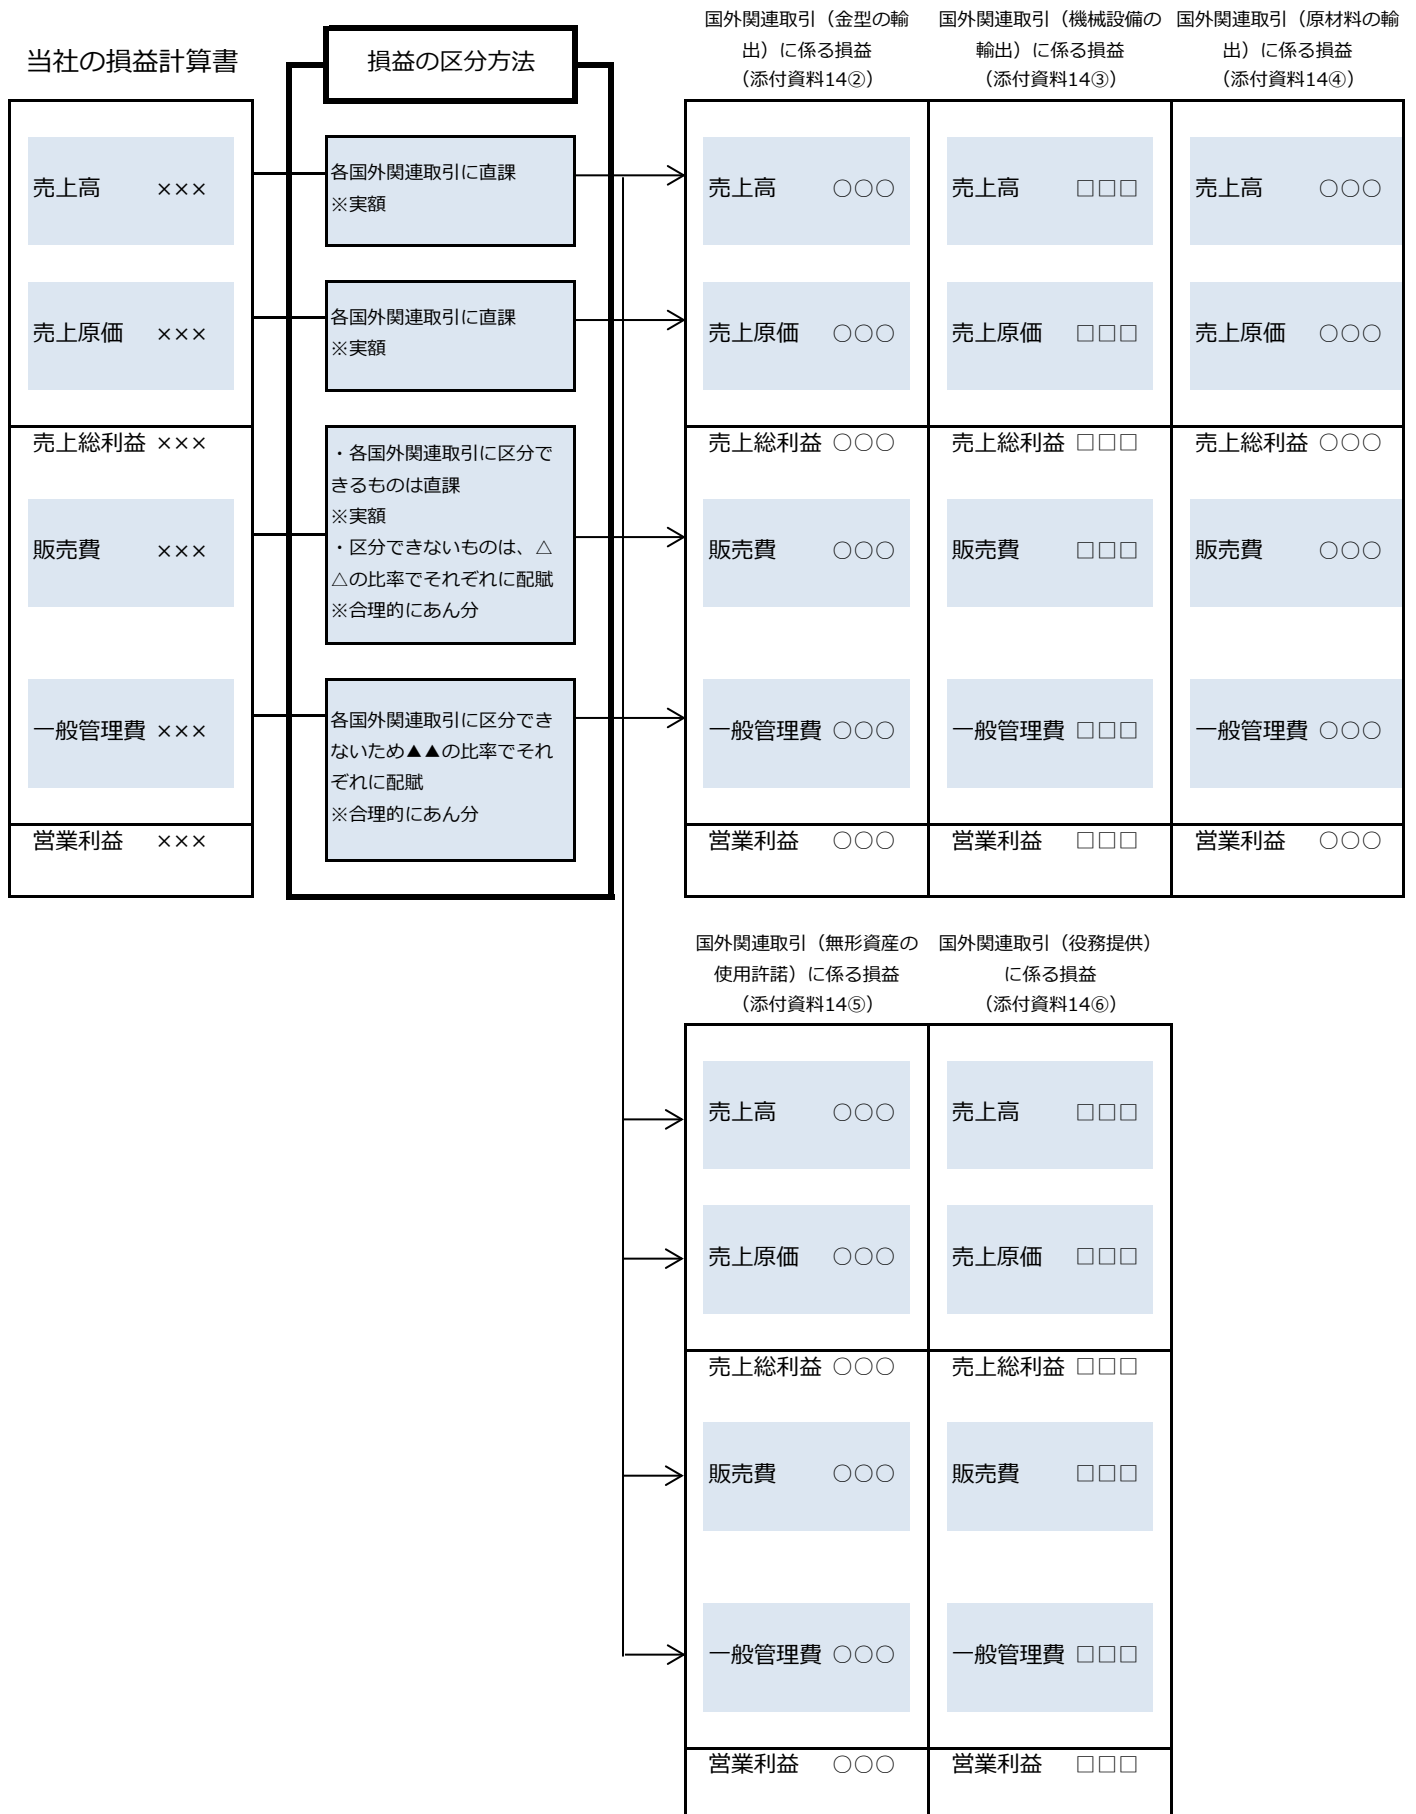 当社の損益計算書
売上高 ×××
売上原価 ×××
売上総利益 ×××
販売費 ×××
一般管理費 ×××
営業利益 ×××
損益の区分方法
各国外関連取引に直課
※実額
各国外関連取引に直課
※実額
・各国外関連取引に区分で
きるものは直課
※実額
・区分できないものは、△
△の比率でそれぞれに配賦
※合理的にあん分
各国外関連取引に区分でき
ないため▲▲の比率でそれ
ぞれに配賦
※合理的にあん分
国外関連取引（金型の輸
出）に係る損益
（添付資料14②）
売上高 ○○○
売上原価 ○○○
売上総利益 ○○○
販売費 ○○○
一般管理費 ○○○
営業利益 ○○○
国外関連取引（機械設備の
輸出）に係る損益
（添付資料14③）
売上高 □□□
売上原価 □□□
売上総利益 □□□
販売費 □□□
一般管理費 □□□
営業利益 □□□
国外関連取引（原材料の輸
出）に係る損益
（添付資料14④）
売上高 ○○○
売上原価 ○○○
売上総利益 ○○○
販売費 ○○○
一般管理費 ○○○
営業利益 ○○○
国外関連取引（無形資産の
使用許諾）に係る損益
（添付資料14⑤）
売上高 ○○○
売上原価 ○○○
売上総利益 ○○○
販売費 ○○○
一般管理費 ○○○
営業利益 ○○○
国外関連取引（役務提供）
に係る損益
（添付資料14⑥）
売上高 □□□
売上原価 □□□
売上総利益 □□□
販売費 □□□
一般管理費 □□□
営業利益 □□□